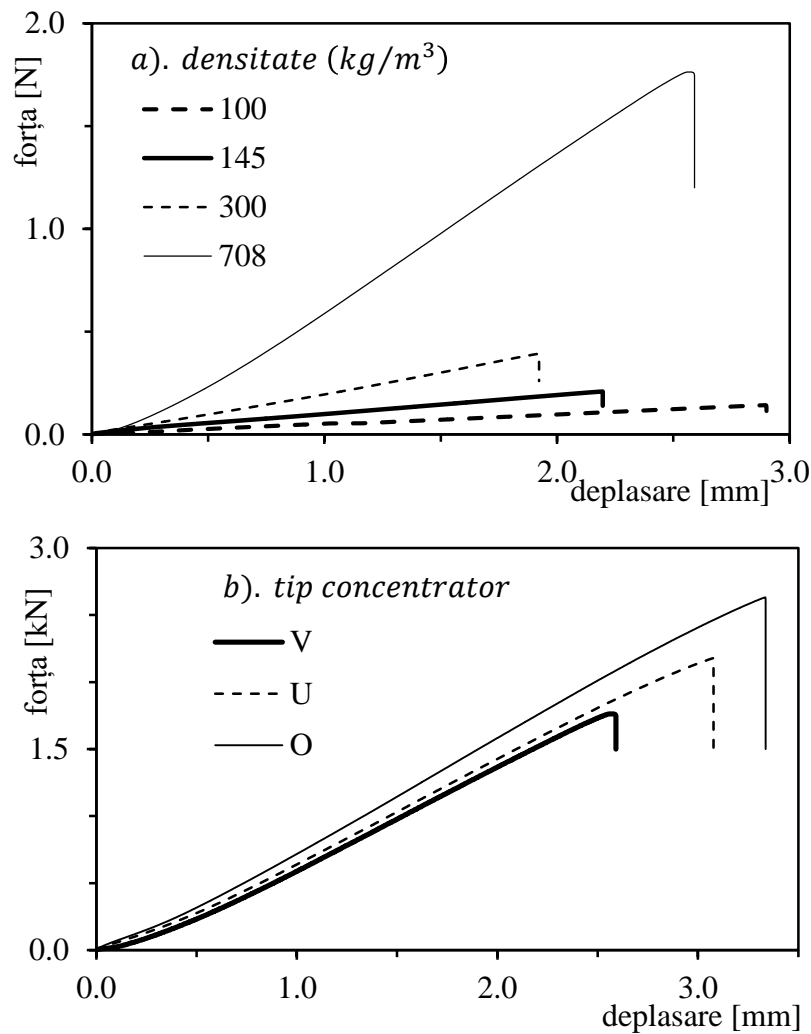 2.0
a). densitate (kg/m³)
forța [N]
100
145
300
708
1.0
0.0
0.0
1.0
2.0
3.0
deplasare [mm]
3.0
b). tip concentrator
forța [kN]
V
U
O
1.5
0.0
0.0
1.0
2.0
3.0
deplasare [mm]